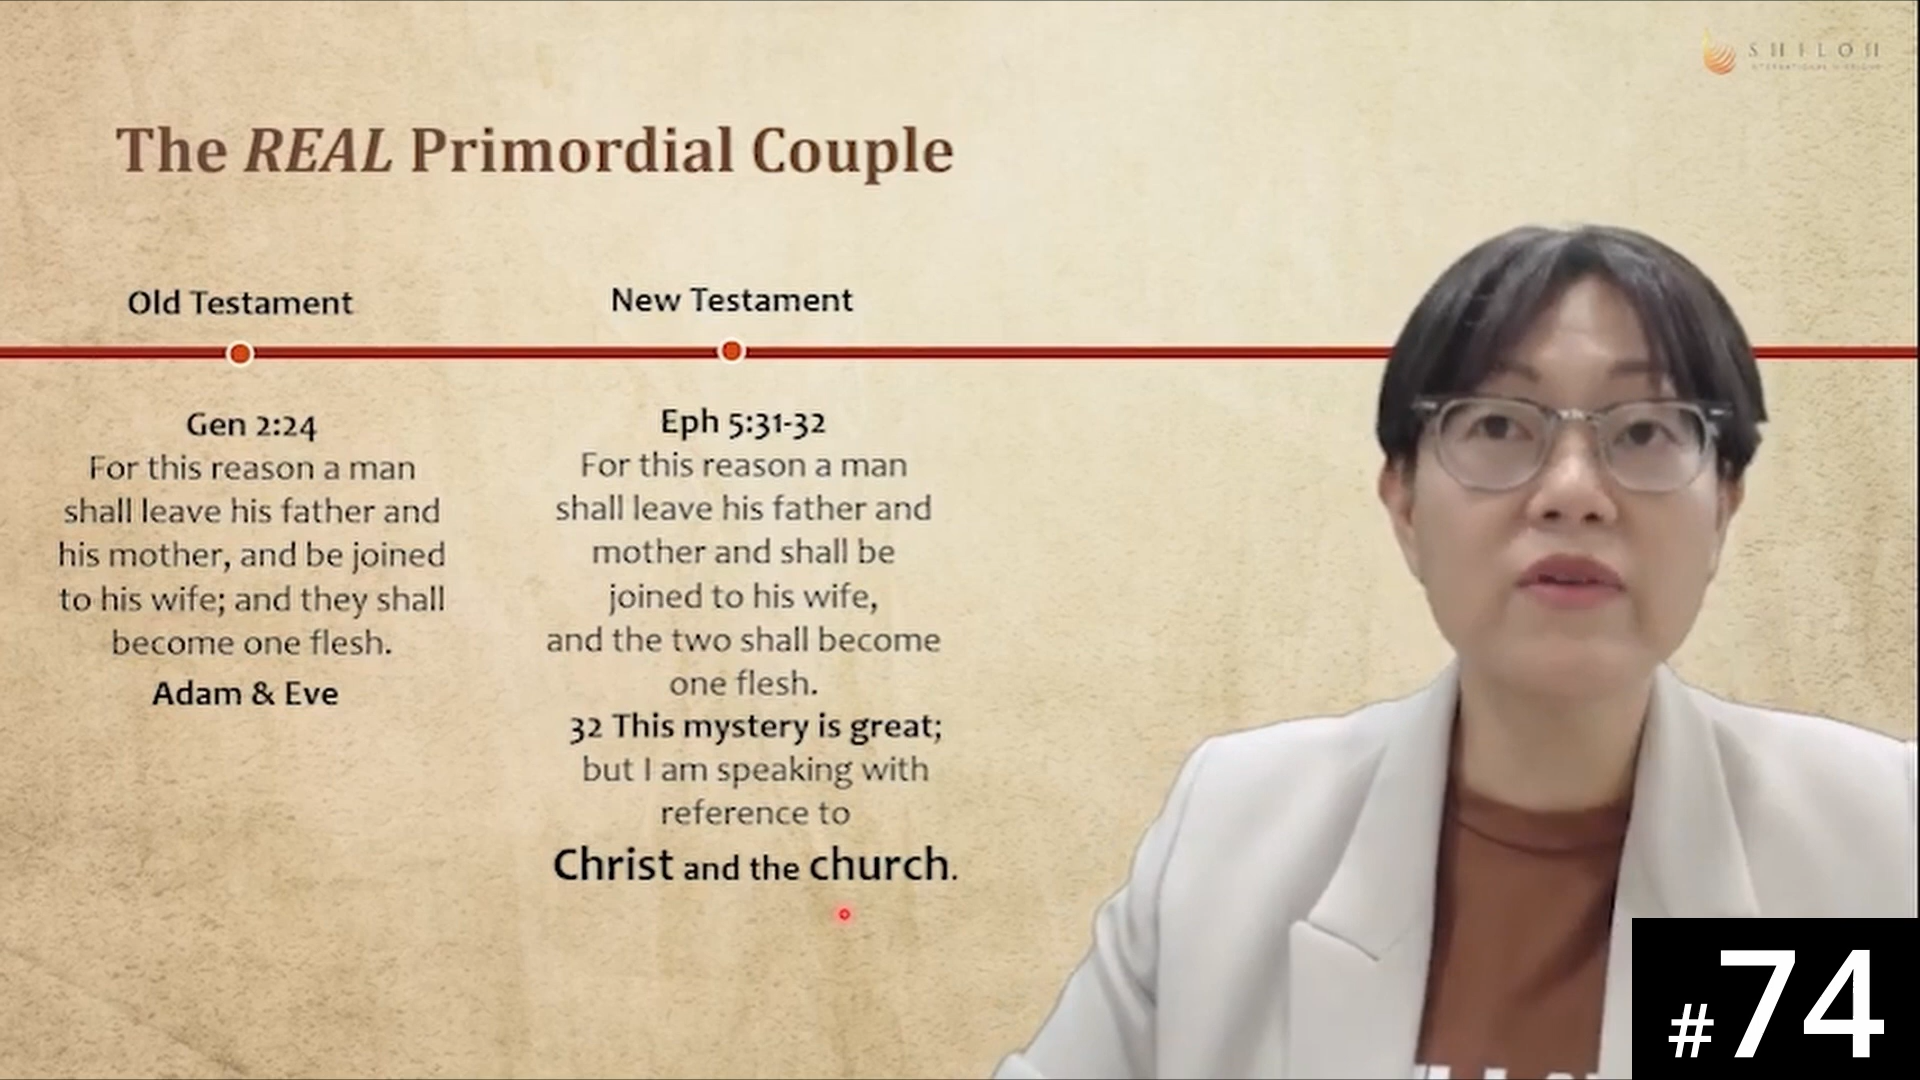 SHILOH
The REAL Primordial Couple
Old Testament
New Testament
Gen 2:24
For this reason a man
shall leave his father and
his mother, and be joined
to his wife; and they shall
become one flesh.
Adam & Eve
Eph 5:31-32
For this reason a man
shall leave his father and
mother and shall be
joined to his wife,
and the two shall become
one flesh.
32 This mystery is great;
but I am speaking with
reference to
Christ and the church.
#74